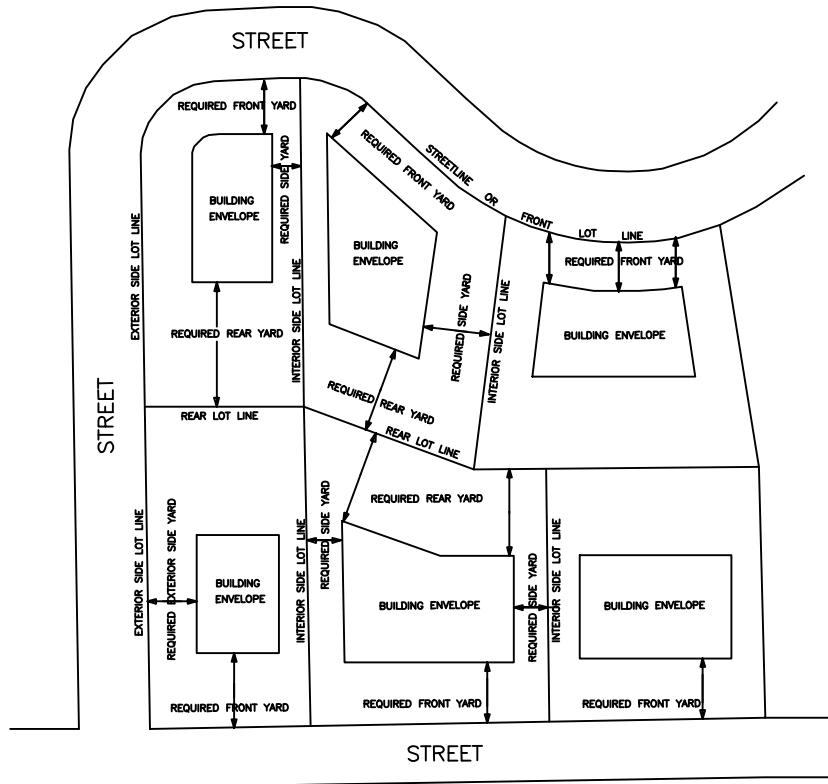 STREET
REQUIRED FRONT YARD
REQUIRED SIDE YARD
BUILDING
ENVELOPE
EXTERIOR SIDE LOT LINE
REQUIRED REAR YARD
INTERIOR SIDE LOT LINE
REQUIRED FRONT YARD
STREETLINE OR FRONT LOT LINE
BUILDING
ENVELOPE
REQUIRED SIDE YARD
INTERIOR SIDE LOT LINE
REQUIRED FRONT YARD
BUILDING ENVELOPE
REQUIRED REAR YARD
STREET
REAR LOT LINE
REAR LOT LINE
EXTERIOR SIDE LOT LINE
REQUIRED EXTERIOR SIDE YARD
BUILDING
ENVELOPE
REQUIRED FRONT YARD
INTERIOR SIDE LOT LINE
REQUIRED SIDE YARD
REQUIRED REAR YARD
BUILDING ENVELOPE
REQUIRED SIDE YARD
INTERIOR SIDE LOT LINE
BUILDING ENVELOPE
REQUIRED FRONT YARD
REQUIRED FRONT YARD
STREET